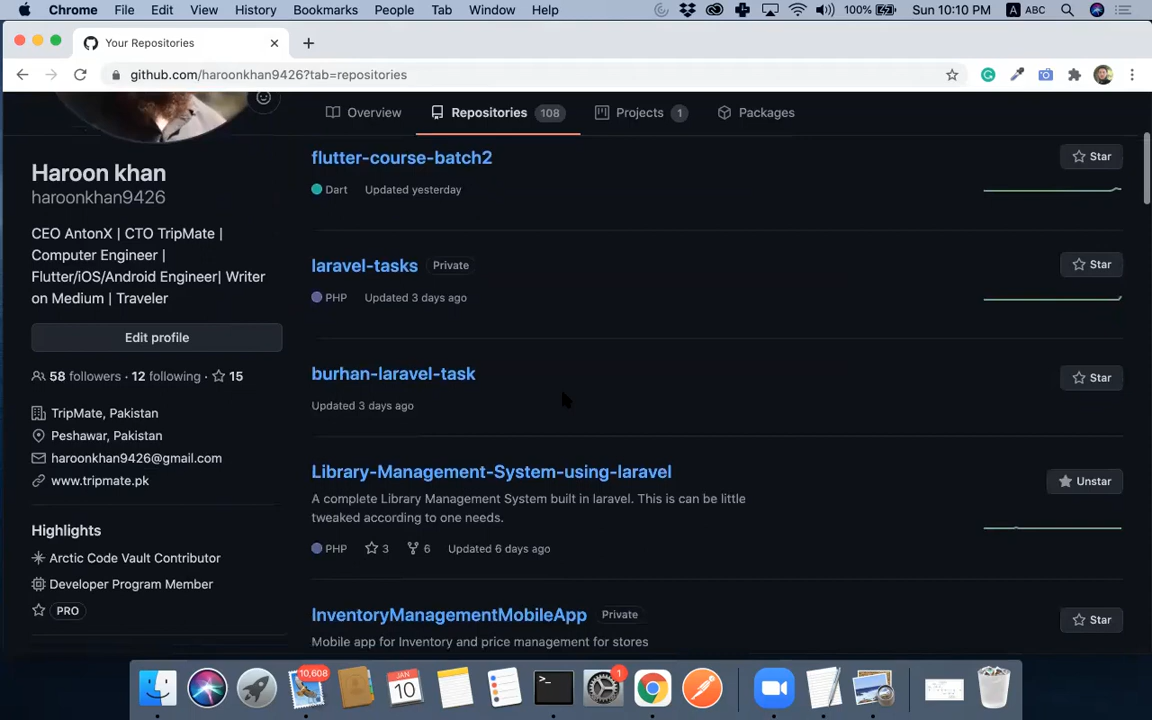 Chrome File Edit View History Bookmarks People Tab Window Help 100% Sun 10:10 PM A ABC
Your Repositories
github.com/haroonkhan9426?tab=repositories
Overview Repositories 108 Projects 1 Packages
Haroon khan
haroonkhan9426
CEO AntonX | CTO TripMate |
Computer Engineer |
Flutter/iOS/Android Engineer| Writer
on Medium | Traveler
Edit profile
58 followers · 12 following · 15
TripMate, Pakistan
Peshawar, Pakistan
haroonkhan9426@gmail.com
www.tripmate.pk
Highlights
Arctic Code Vault Contributor
Developer Program Member
PRO
flutter-course-batch2
Star
Dart Updated yesterday
laravel-tasks Private
Star
PHP Updated 3 days ago
burhan-laravel-task
Star
Updated 3 days ago
Library-Management-System-using-laravel
Unstar
A complete Library Management System built in laravel. This is can be little
tweaked according to one needs.
PHP 3 6 Updated 6 days ago
InventoryManagementMobileApp Private
Star
Mobile app for Inventory and price management for stores
10,608
JAN
10
>_
1